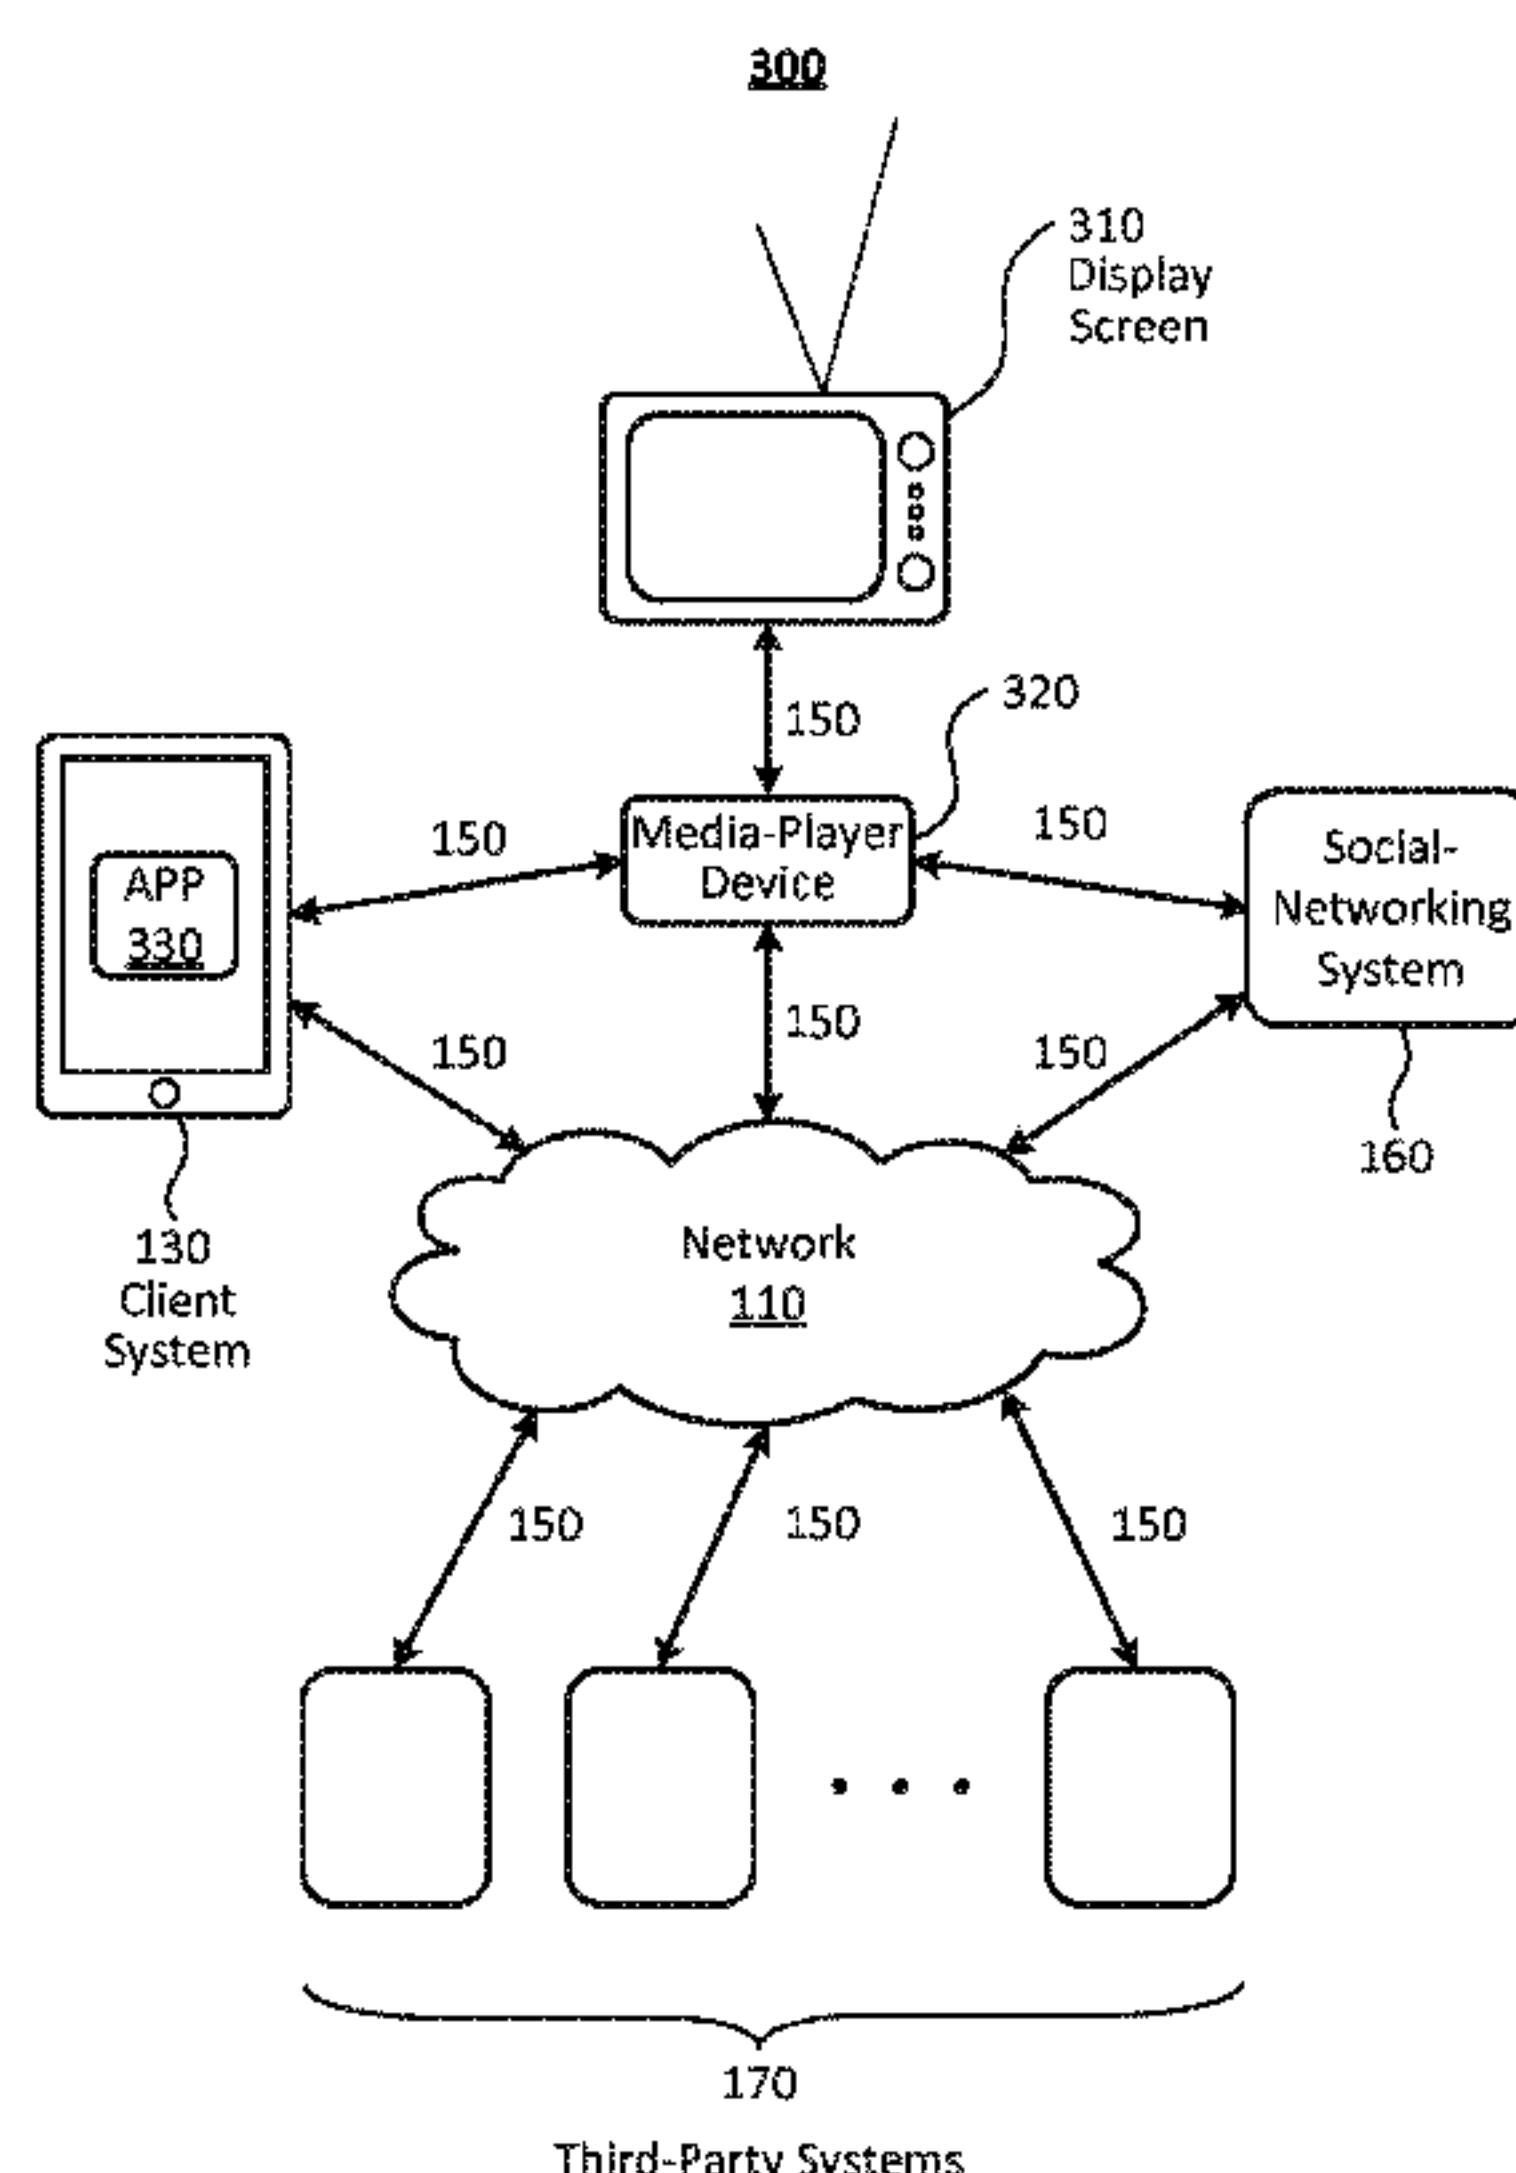 300
310
Display
Screen
150
320
Media-Player
Device
150
150
APP
330
Social-
Networking
System
150
150
150
160
130
Client
System
Network
110
150
150
150
170
Third-Party Systems